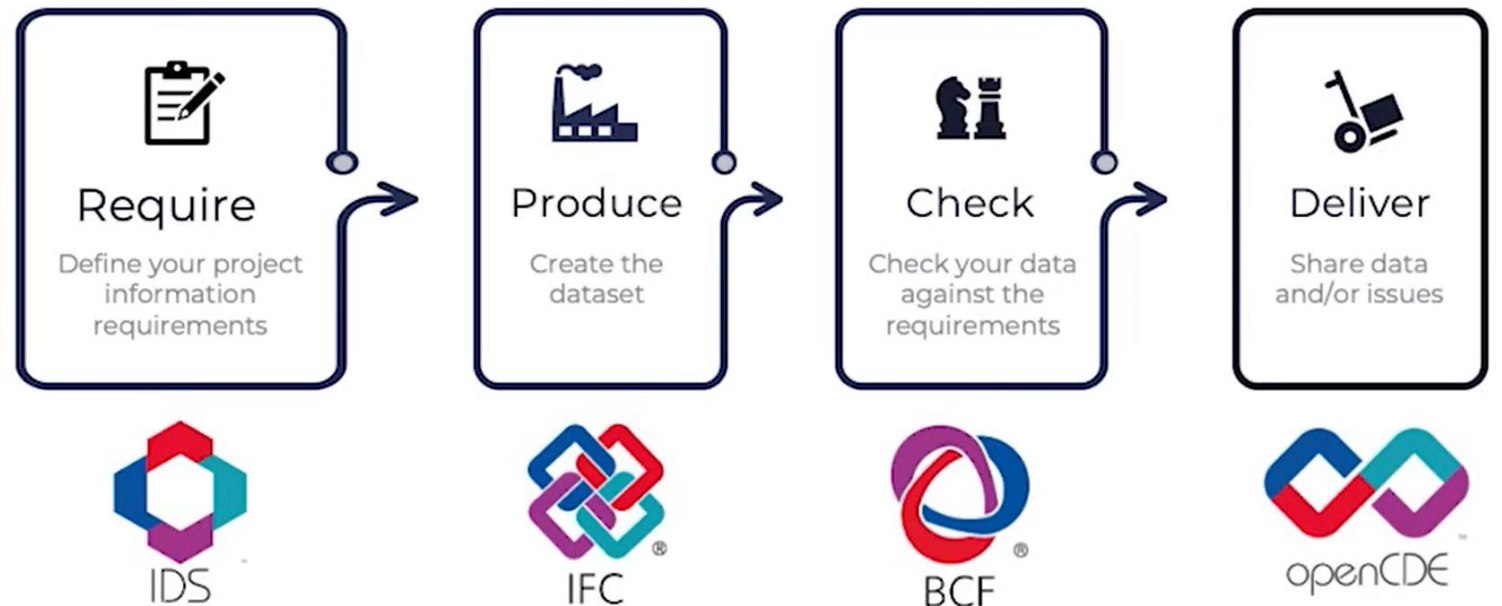 Require
Define your project
information
requirements
Produce
Create the
dataset
Check
Check your data
against the
requirements
Deliver
Share data
and/or issues
IDS
IFC
®
BCF
®
openCDE
™